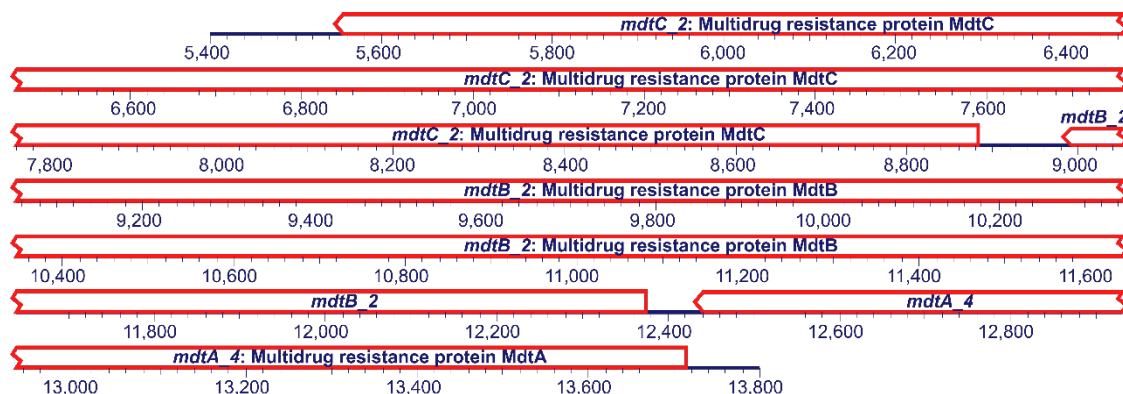 mdtC_2: Multidrug resistance protein MdtC
5,400 5,600 5,800 6,000 6,200 6,400
mdtC_2: Multidrug resistance protein MdtC
6,600 6,800 7,000 7,200 7,400 7,600
mdtC_2: Multidrug resistance protein MdtC mdtB_2
7,800 8,000 8,200 8,400 8,600 8,800 9,000
mdtB_2: Multidrug resistance protein MdtB
9,200 9,400 9,600 9,800 10,000 10,200
mdtB_2: Multidrug resistance protein MdtB
10,400 10,600 10,800 11,000 11,200 11,400 11,600
mdtB_2 mdtA_4
11,800 12,000 12,200 12,400 12,600 12,800
mdtA_4: Multidrug resistance protein MdtA
13,000 13,200 13,400 13,600 13,800